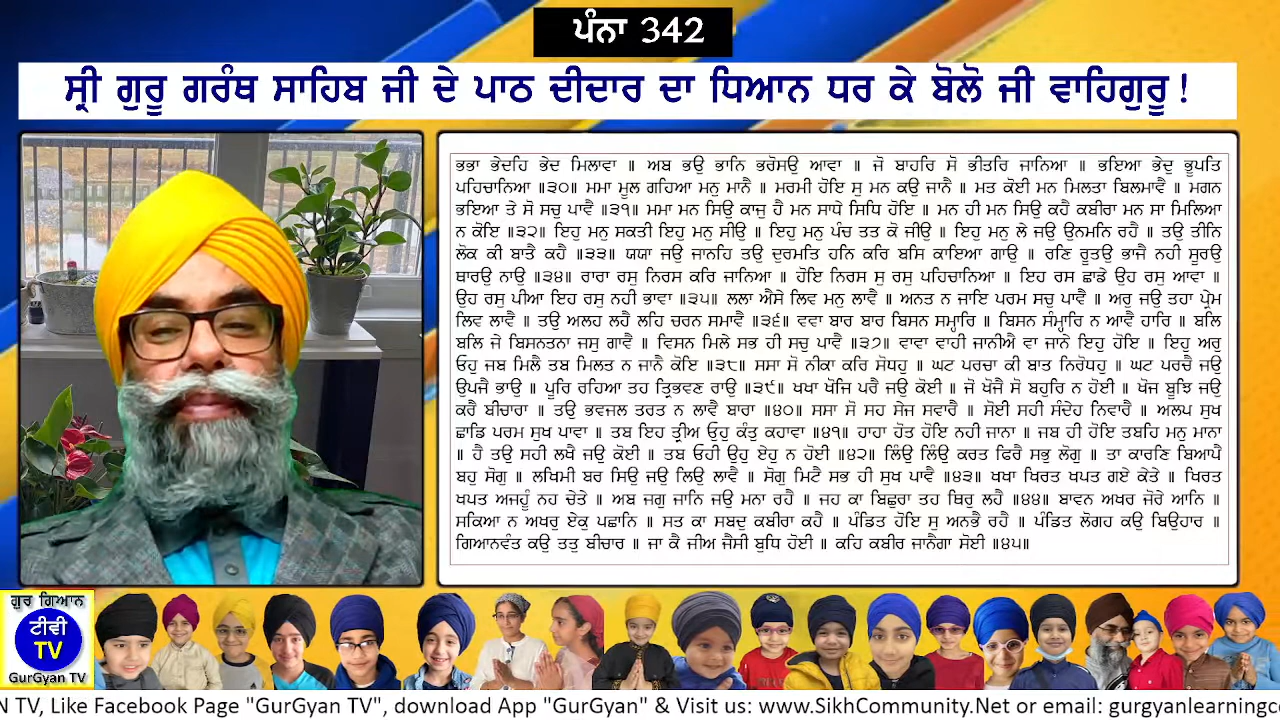 ਪੰਨਾ 342
ਸ੍ਰੀ ਗੁਰੂ ਗਰੰਥ ਸਾਹਿਬ ਜੀ ਦੇ ਪਾਠ ਦੀਦਾਰ ਦਾ ਧਿਆਨ ਧਰ ਕੇ ਬੋਲੋ ਜੀ ਵਾਹਿਗੁਰੂ !
ਭਭਾ ਭੇਦਹਿ ਭੇਦ ਮਿਲਾਵਾ ॥ ਅਬ ਭਉ ਭਾਨਿ ਭਰੋਸਉ ਆਵਾ ॥ ਜੋ ਬਾਹਰਿ ਸੋ ਭੀਤਰਿ ਜਾਨਿਆ ॥ ਭਇਆ ਭੇਦੁ ਭੂਪਤਿ
ਪਹਿਚਾਨਿਆ ॥੩੦॥ ਮਮਾ ਮੂਲ ਗਹਿਆ ਮਨੁ ਮਾਨੈ ॥ ਮਰਮੀ ਹੋਇ ਸੁ ਮਨ ਕਉ ਜਾਨੈ ॥ ਮਤ ਕੋਈ ਮਨ ਮਿਲਤਾ ਬਿਲਮਾਵੈ ॥ ਮਗਨ
ਭਇਆ ਤੇ ਸੋ ਸਚੁ ਪਾਵੈ ॥੩੧॥ ਮਮਾ ਮਨ ਸਿਉ ਕਾਜੁ ਹੈ ਮਨ ਸਾਧੇ ਸਿਧਿ ਹੋਇ ॥ ਮਨ ਹੀ ਮਨ ਸਿਉ ਕਹੈ ਕਬੀਰਾ ਮਨ ਸਾ ਮਿਲਿਆ
ਨ ਕੋਇ ॥੩੨॥ ਇਹੁ ਮਨੁ ਸਕਤੀ ਇਹੁ ਮਨੁ ਸੀਉ ॥ ਇਹੁ ਮਨੁ ਪੰਚ ਤਤ ਕੋ ਜੀਉ ॥ ਇਹੁ ਮਨੁ ਲੇ ਜਉ ਉਨਮਨਿ ਰਹੈ ॥ ਤਉ ਤੀਨਿ
ਲੋਕ ਕੀ ਬਾਤੈ ਕਹੈ ॥੩੩॥ ਯਯਾ ਜਉ ਜਾਨਹਿ ਤਉ ਦੁਰਮਤਿ ਹਨਿ ਕਰਿ ਬਸਿ ਕਾਇਆ ਗਾਉ ॥ ਰਣਿ ਰੂਤਉ ਭਾਜੈ ਨਹੀ ਸੂਰਉ
ਥਾਰਉ ਨਾਉ ॥੩੪॥ ਰਾਰਾ ਰਸੁ ਨਿਰਸ ਕਰਿ ਜਾਨਿਆ ॥ ਹੋਇ ਨਿਰਸ ਸੁ ਰਸੁ ਪਹਿਚਾਨਿਆ ॥ ਇਹ ਰਸ ਛਾਡੇ ਉਹ ਰਸੁ ਆਵਾ ॥
ਉਹ ਰਸੁ ਪੀਆ ਇਹ ਰਸੁ ਨਹੀ ਭਾਵਾ ॥੩੫॥ ਲਲਾ ਐਸੇ ਲਿਵ ਮਨੁ ਲਾਵੈ ॥ ਅਨਤ ਨ ਜਾਇ ਪਰਮ ਸਚੁ ਪਾਵੈ ॥ ਅਰੁ ਜਉ ਤਹਾ ਪ੍ਰੇਮ
ਲਿਵ ਲਾਵੈ ॥ ਤਉ ਅਲਹ ਲਹੈ ਲਹਿ ਚਰਨ ਸਮਾਵੈ ॥੩੬॥ ਵਵਾ ਬਾਰ ਬਾਰ ਬਿਸਨ ਸਮ੍ਹਾਰਿ ॥ ਬਿਸਨ ਸੰਮ੍ਹਾਰਿ ਨ ਆਵੈ ਹਾਰਿ ॥ ਬਲਿ
ਬਲਿ ਜੇ ਬਿਸਨਤਨਾ ਜਸੁ ਗਾਵੈ ॥ ਵਿਸਨ ਮਿਲੇ ਸਭ ਹੀ ਸਚੁ ਪਾਵੈ ॥੩੭॥ ਵਾਵਾ ਵਾਹੀ ਜਾਨੀਐ ਵਾ ਜਾਨੇ ਇਹੁ ਹੋਇ ॥ ਇਹੁ ਅਰੁ
ਓਹੁ ਜਬ ਮਿਲੈ ਤਬ ਮਿਲਤ ਨ ਜਾਨੈ ਕੋਇ ॥੩੮॥ ਸਸਾ ਸੋ ਨੀਕਾ ਕਰਿ ਸੋਧਹੁ ॥ ਘਟ ਪਰਚਾ ਕੀ ਬਾਤ ਨਿਰੋਧਹੁ ॥ ਘਟ ਪਰਚੈ ਜਉ
ਉਪਜੈ ਭਾਉ ॥ ਪੂਰਿ ਰਹਿਆ ਤਹ ਤ੍ਰਿਭਵਣ ਰਾਉ ॥੩੯॥ ਖਖਾ ਖੋਜਿ ਪਰੈ ਜਉ ਕੋਈ ॥ ਜੋ ਖੋਜੈ ਸੋ ਬਹੁਰਿ ਨ ਹੋਈ ॥ ਖੋਜ ਬੂਝਿ ਜਉ
ਕਰੈ ਬੀਚਾਰਾ ॥ ਤਉ ਭਵਜਲ ਤਰਤ ਨ ਲਾਵੈ ਬਾਰਾ ॥੪੦॥ ਸਸਾ ਸੋ ਸਹ ਸੇਜ ਸਵਾਰੈ ॥ ਸੋਈ ਸਹੀ ਸੰਦੇਹ ਨਿਵਾਰੈ ॥ ਅਲਪ ਸੁਖ
ਛਾਡਿ ਪਰਮ ਸੁਖ ਪਾਵਾ ॥ ਤਬ ਇਹ ਤ੍ਰੀਅ ਓੁਹੁ ਕੰਤੁ ਕਹਾਵਾ ॥੪੧॥ ਹਾਹਾ ਹੋਤ ਹੋਇ ਨਹੀ ਜਾਨਾ ॥ ਜਬ ਹੀ ਹੋਇ ਤਬਹਿ ਮਨੁ ਮਾਨਾ
॥ ਹੈ ਤਉ ਸਹੀ ਲਖੈ ਜਉ ਕੋਈ ॥ ਤਬ ਓਹੀ ਉਹੁ ਏਹੁ ਨ ਹੋਈ ॥੪੨॥ ਲਿੰਉ ਲਿੰਉ ਕਰਤ ਫਿਰੈ ਸਭੁ ਲੋਗੁ ॥ ਤਾ ਕਾਰਣਿ ਬਿਆਪੈ
ਬਹੁ ਸੋਗੁ ॥ ਲਖਿਮੀ ਬਰ ਸਿਉ ਜਉ ਲਿਉ ਲਾਵੈ ॥ ਸੋਗੁ ਮਿਟੈ ਸਭ ਹੀ ਸੁਖ ਪਾਵੈ ॥੪੩॥ ਖਖਾ ਖਿਰਤ ਖਪਤ ਗਏ ਕੇਤੇ ॥ ਖਿਰਤ
ਖਪਤ ਅਜਹੂੰ ਨਹ ਚੇਤੇ ॥ ਅਬ ਜਗੁ ਜਾਨਿ ਜਉ ਮਨਾ ਰਹੈ ॥ ਜਹ ਕਾ ਬਿਛੁਰਾ ਤਹ ਥਿਰੁ ਲਹੈ ॥੪੪॥ ਬਾਵਨ ਅਖਰ ਜੋਰੇ ਆਨਿ ॥
ਸਕਿਆ ਨ ਅਖਰੁ ਏਕੁ ਪਛਾਨਿ ॥ ਸਤ ਕਾ ਸਬਦੁ ਕਬੀਰਾ ਕਹੈ ॥ ਪੰਡਿਤ ਹੋਇ ਸੁ ਅਨਭੈ ਰਹੈ ॥ ਪੰਡਿਤ ਲੋਗਹ ਕਉ ਬਿਉਹਾਰ ॥
ਗਿਆਨਵੰਤ ਕਉ ਤਤੁ ਬੀਚਾਰ ॥ ਜਾ ਕੈ ਜੀਅ ਜੈਸੀ ਬੁਧਿ ਹੋਈ ॥ ਕਹਿ ਕਬੀਰ ਜਾਨੈਗਾ ਸੋਈ ॥੪੫॥
ਗੁਰ ਗਿਆਨ
ਟੀਵੀ
TV
GurGyan TV
N TV, Like Facebook Page "GurGyan TV", download App "GurGyan" & Visit us: www.SikhCommunity.Net or email: gurgyanlearningc